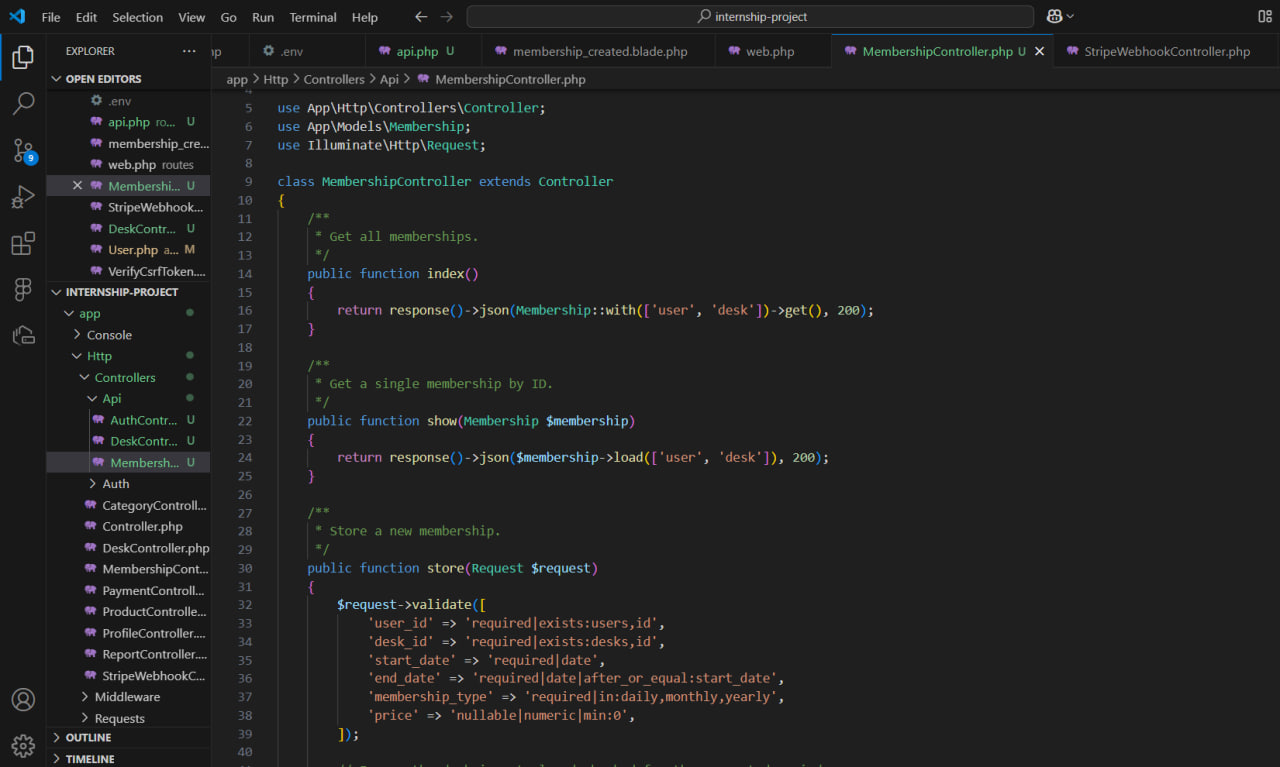 File Edit Selection View Go Run Terminal Help
internship-project
EXPLORER
OPEN EDITORS
.env
api.php ro... U
membership_cre...
web.php routes
Membershi... U
StripeWebhook...
DeskContr... U
User.php a... M
VerifyCsrfToken....
INTERNSHIP-PROJECT
app
Console
Http
Controllers
Api
AuthContr... U
DeskContr... U
Membersh... U
Auth
CategoryControll...
Controller.php
DeskController.php
MembershipCont...
PaymentControll...
ProductControlle...
ProfileController....
ReportController....
StripeWebhookC...
Middleware
Requests
OUTLINE
TIMELINE
9
.env
api.php U
membership_created.blade.php
web.php
MembershipController.php U
StripeWebhookController.php
app > Http > Controllers > Api > MembershipController.php
5 use App\Http\Controllers\Controller;
6 use App\Models\Membership;
7 use Illuminate\Http\Request;
8
9 class MembershipController extends Controller
10 {
11 /**
12 * Get all memberships.
13 */
14 public function index()
15 {
16 return response()->json(Membership::with(['user', 'desk'])->get(), 200);
17 }
18
19 /**
20 * Get a single membership by ID.
21 */
22 public function show(Membership $membership)
23 {
24 return response()->json($membership->load(['user', 'desk']), 200);
25 }
26
27 /**
28 * Store a new membership.
29 */
30 public function store(Request $request)
31 {
32 $request->validate([
33 'user_id' => 'required|exists:users,id',
34 'desk_id' => 'required|exists:desks,id',
35 'start_date' => 'required|date',
36 'end_date' => 'required|date|after_or_equal:start_date',
37 'membership_type' => 'required|in:daily,monthly,yearly',
38 'price' => 'nullable|numeric|min:0',
39 ]);
40